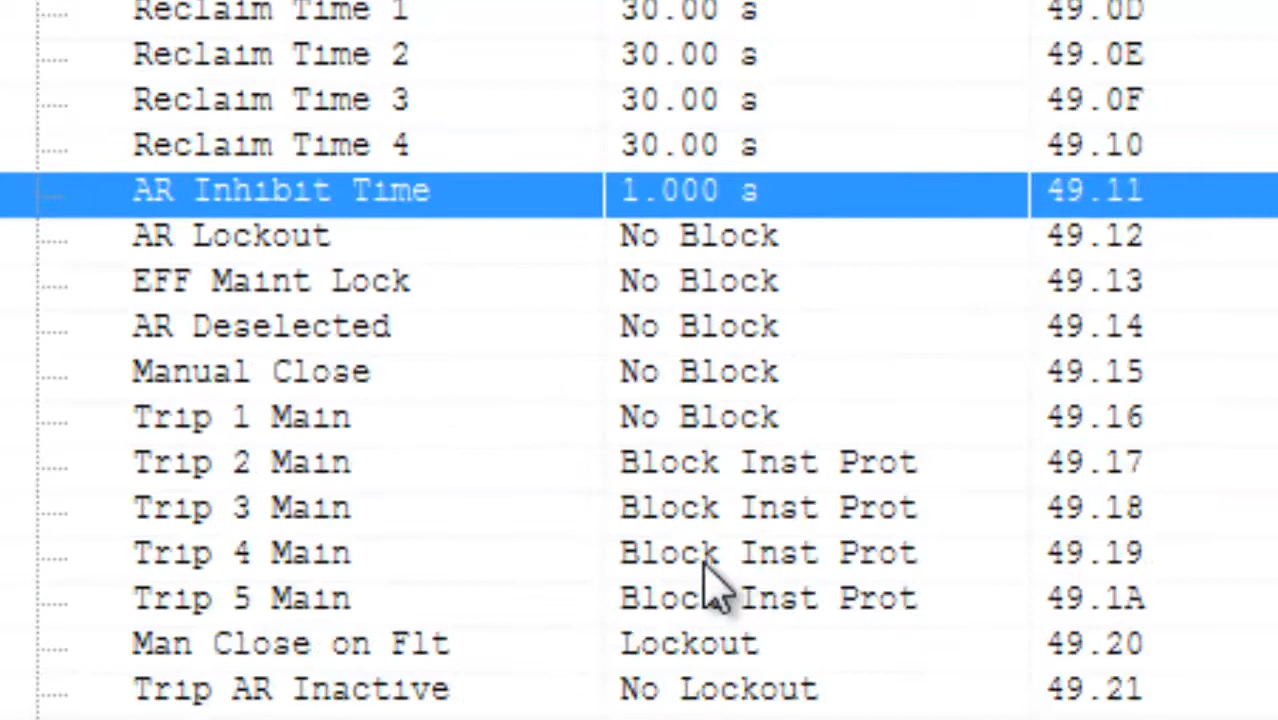 Reclaim Time 1 30.00 s 49.0D
Reclaim Time 2 30.00 s 49.0E
Reclaim Time 3 30.00 s 49.0F
Reclaim Time 4 30.00 s 49.10
AR Inhibit Time 1.000 s 49.11
AR Lockout No Block 49.12
EFF Maint Lock No Block 49.13
AR Deselected No Block 49.14
Manual Close No Block 49.15
Trip 1 Main No Block 49.16
Trip 2 Main Block Inst Prot 49.17
Trip 3 Main Block Inst Prot 49.18
Trip 4 Main Block Inst Prot 49.19
Trip 5 Main Block Inst Prot 49.1A
Man Close on Flt Lockout 49.20
Trip AR Inactive No Lockout 49.21